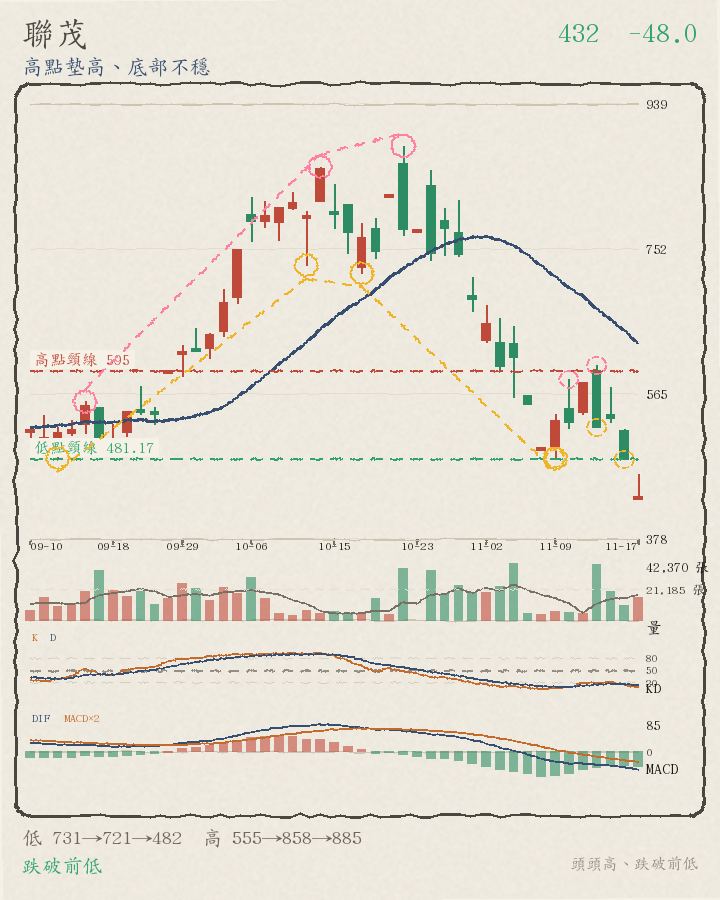 聯茂
432 -48.0
高點墊高、底部不穩
939
752
高點頸線 595
565
低點頸線 481.17
378
09-10 09-18 09-29 10-06 10-15 10-23 11-02 11-09 11-17
42,370 張
21,185 張
量
K D
80
50
20
KD
DIF MACD×2
85
0
MACD
低 731→721→482 高 555→858→885
跌破前低
頭頭高、跌破前低